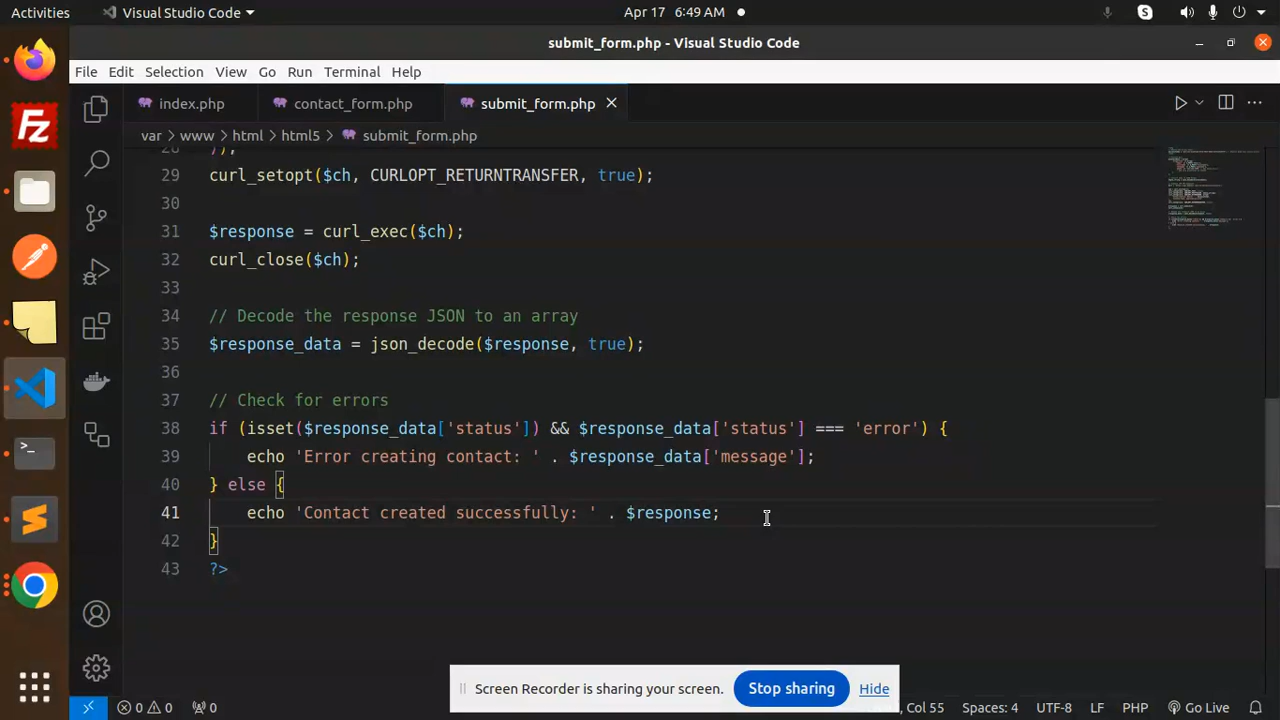 Activities
Visual Studio Code
Apr 17 6:49 AM
submit_form.php - Visual Studio Code
File Edit Selection View Go Run Terminal Help
index.php
contact_form.php
submit_form.php
var > www > html > html5 > submit_form.php
28 ));
29 curl_setopt($ch, CURLOPT_RETURNTRANSFER, true);
30
31 $response = curl_exec($ch);
32 curl_close($ch);
33
34 // Decode the response JSON to an array
35 $response_data = json_decode($response, true);
36
37 // Check for errors
38 if (isset($response_data['status']) && $response_data['status'] === 'error') {
39 echo 'Error creating contact: ' . $response_data['message'];
40 } else {
41 echo 'Contact created successfully: ' . $response;
42 }
43 ?>
Screen Recorder is sharing your screen.
Stop sharing
Hide
0 0 0
Col 55
Spaces: 4
UTF-8
LF
PHP
Go Live